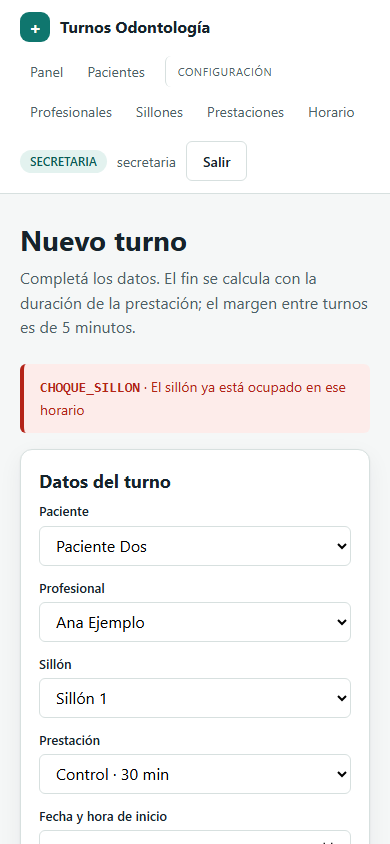 + Turnos Odontología
Panel Pacientes CONFIGURACIÓN
Profesionales Sillones Prestaciones Horario
SECRETARIA secretaria Salir
Nuevo turno
Completá los datos. El fin se calcula con la
duración de la prestación; el margen entre turnos
es de 5 minutos.
CHOQUE_SILLON · El sillón ya está ocupado en ese
horario
Datos del turno
Paciente
Paciente Dos
Profesional
Ana Ejemplo
Sillón
Sillón 1
Prestación
Control · 30 min
Fecha y hora de inicio